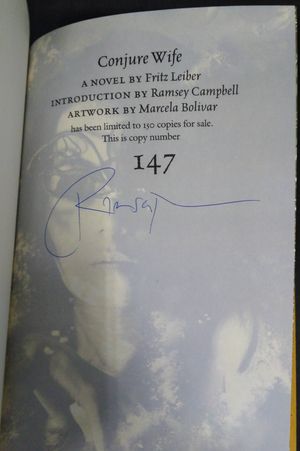 Conjure Wife
A NOVEL BY Fritz Leiber
INTRODUCTION BY Ramsey Campbell
ARTWORK BY Marcela Bolivar
has been limited to 150 copies for sale.
This is copy number
147
Ramsey